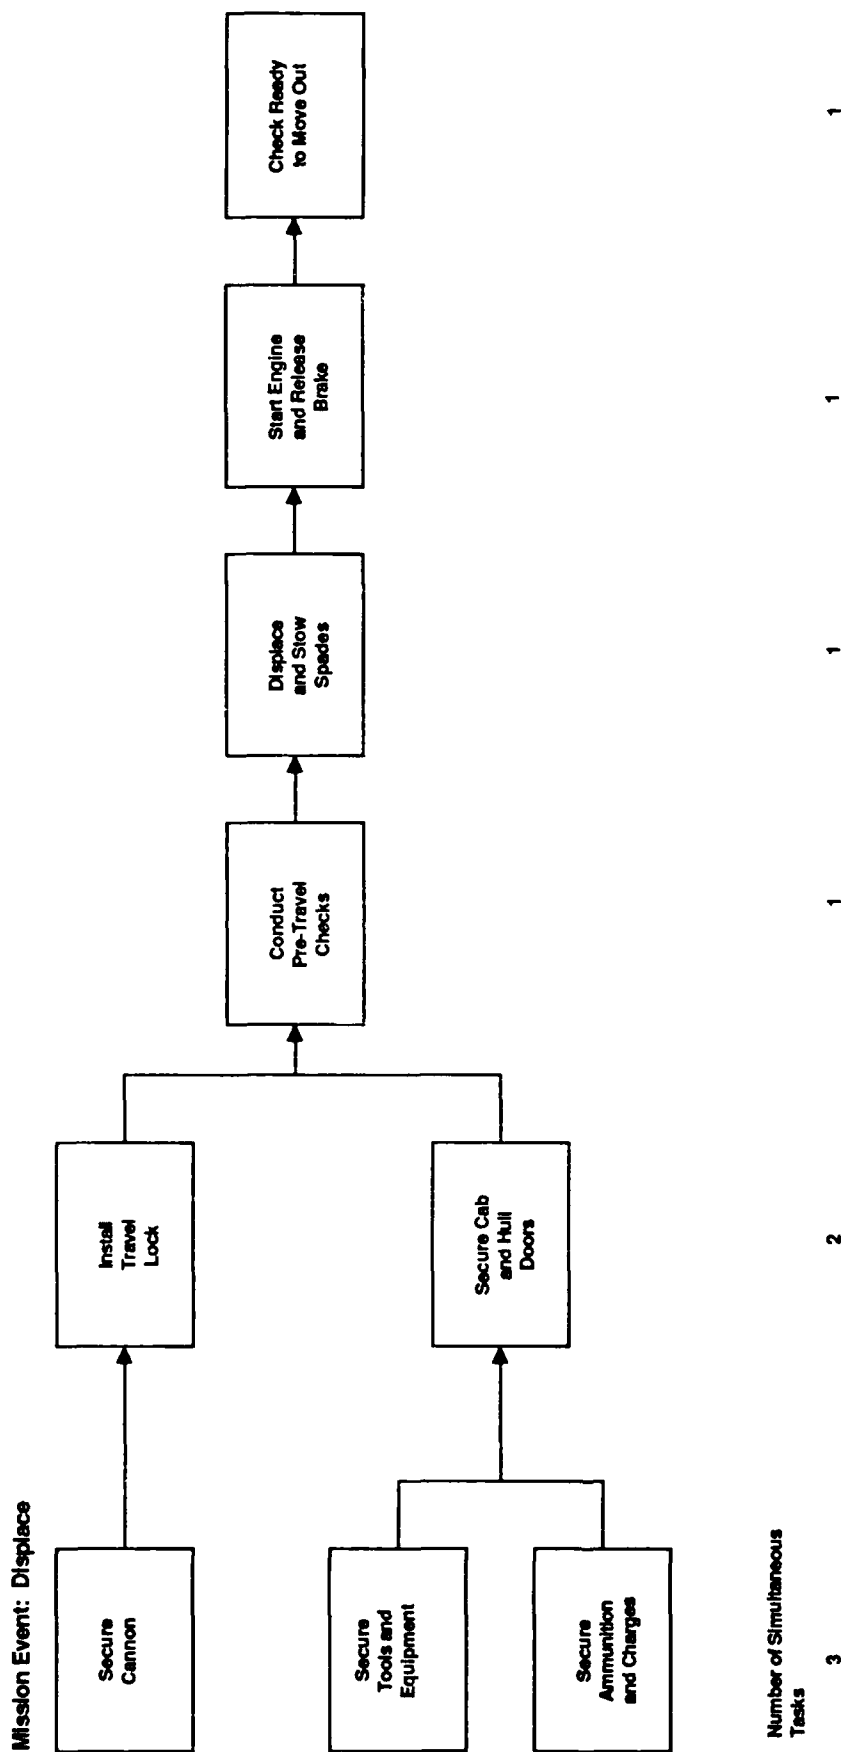 Mission Event: Displace
Secure
Cannon
Install
Travel
Lock
Secure
Tools and
Equipment
Secure
Ammunition
and Charges
Secure Cab
and Hull
Doors
Conduct
Pre-Travel
Checks
Displace
and Stow
Spades
Start Engine
and Release
Brake
Check Ready
to Move Out
Number of Simultaneous
Tasks
3
2
1
1
1
1